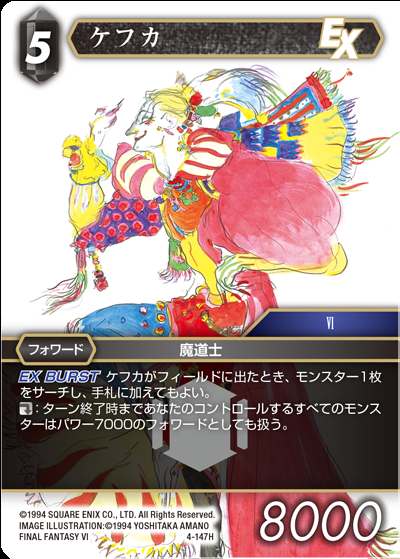 5
ケフカ
EX
VI
フォワード
魔道士
EX BURST ケフカがフィールドに出たとき、モンスター1枚
をサーチし、手札に加えてもよい。
：ターン終了時まであなたのコントロールするすべてのモンス
ターはパワー7000のフォワードとしても扱う。
©1994 SQUARE ENIX CO., LTD. All Rights Reserved.
IMAGE ILLUSTRATION:©1994 YOSHITAKA AMANO
FINAL FANTASY VI 4-147H
8000